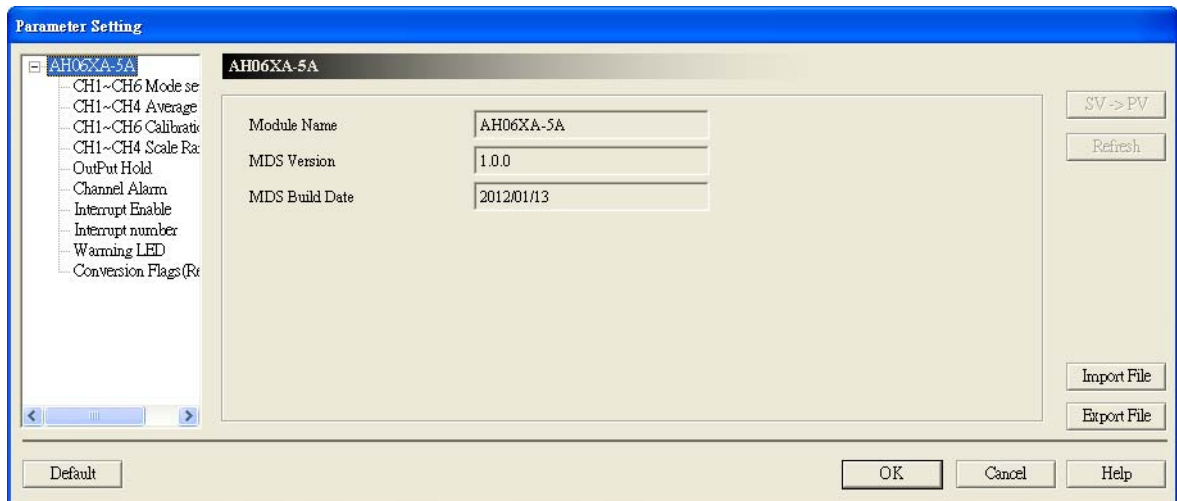 Parameter Setting
AH06XA-5A
CH1~CH6 Mode se
CH1~CH4 Average
CH1~CH6 Calibratic
CH1~CH4 Scale Ra
OutPut Hold
Channel Alarm
Interrupt Enable
Interrupt number
Warming LED
Conversion Flags(Re
AH06XA-5A
Module Name AH06XA-5A
MDS Version 1.0.0
MDS Build Date 2012/01/13
SV->PV
Refresh
Import File
Export File
Default OK Cancel Help